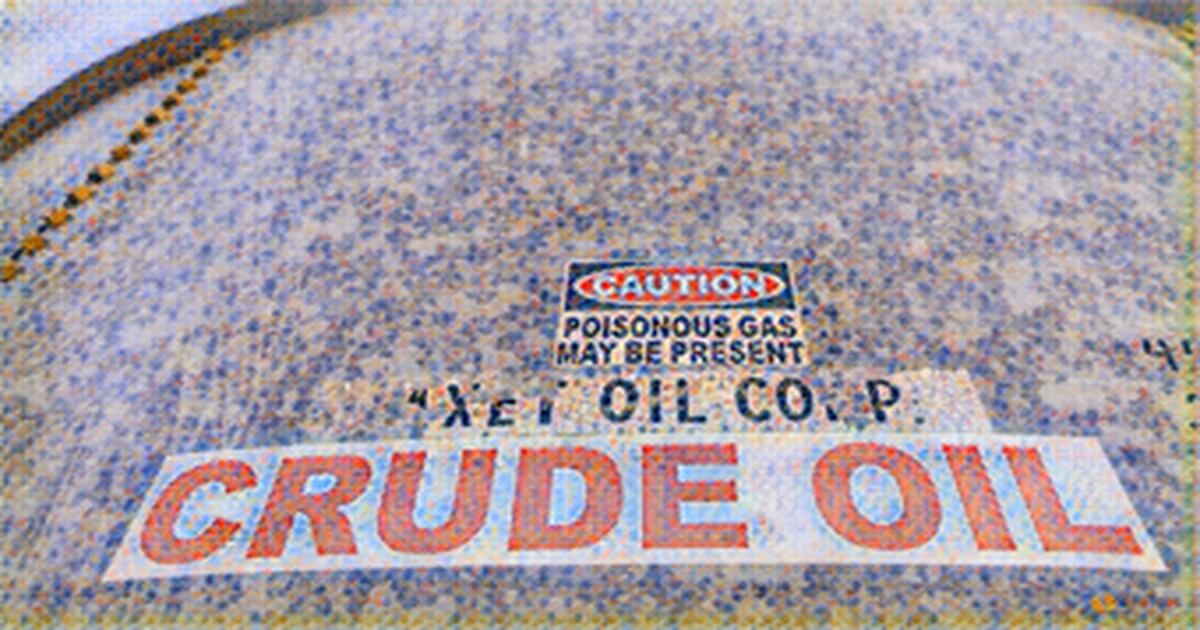 CAUTION
POISONOUS GAS
MAY BE PRESENT
OIL
CRUDE OIL